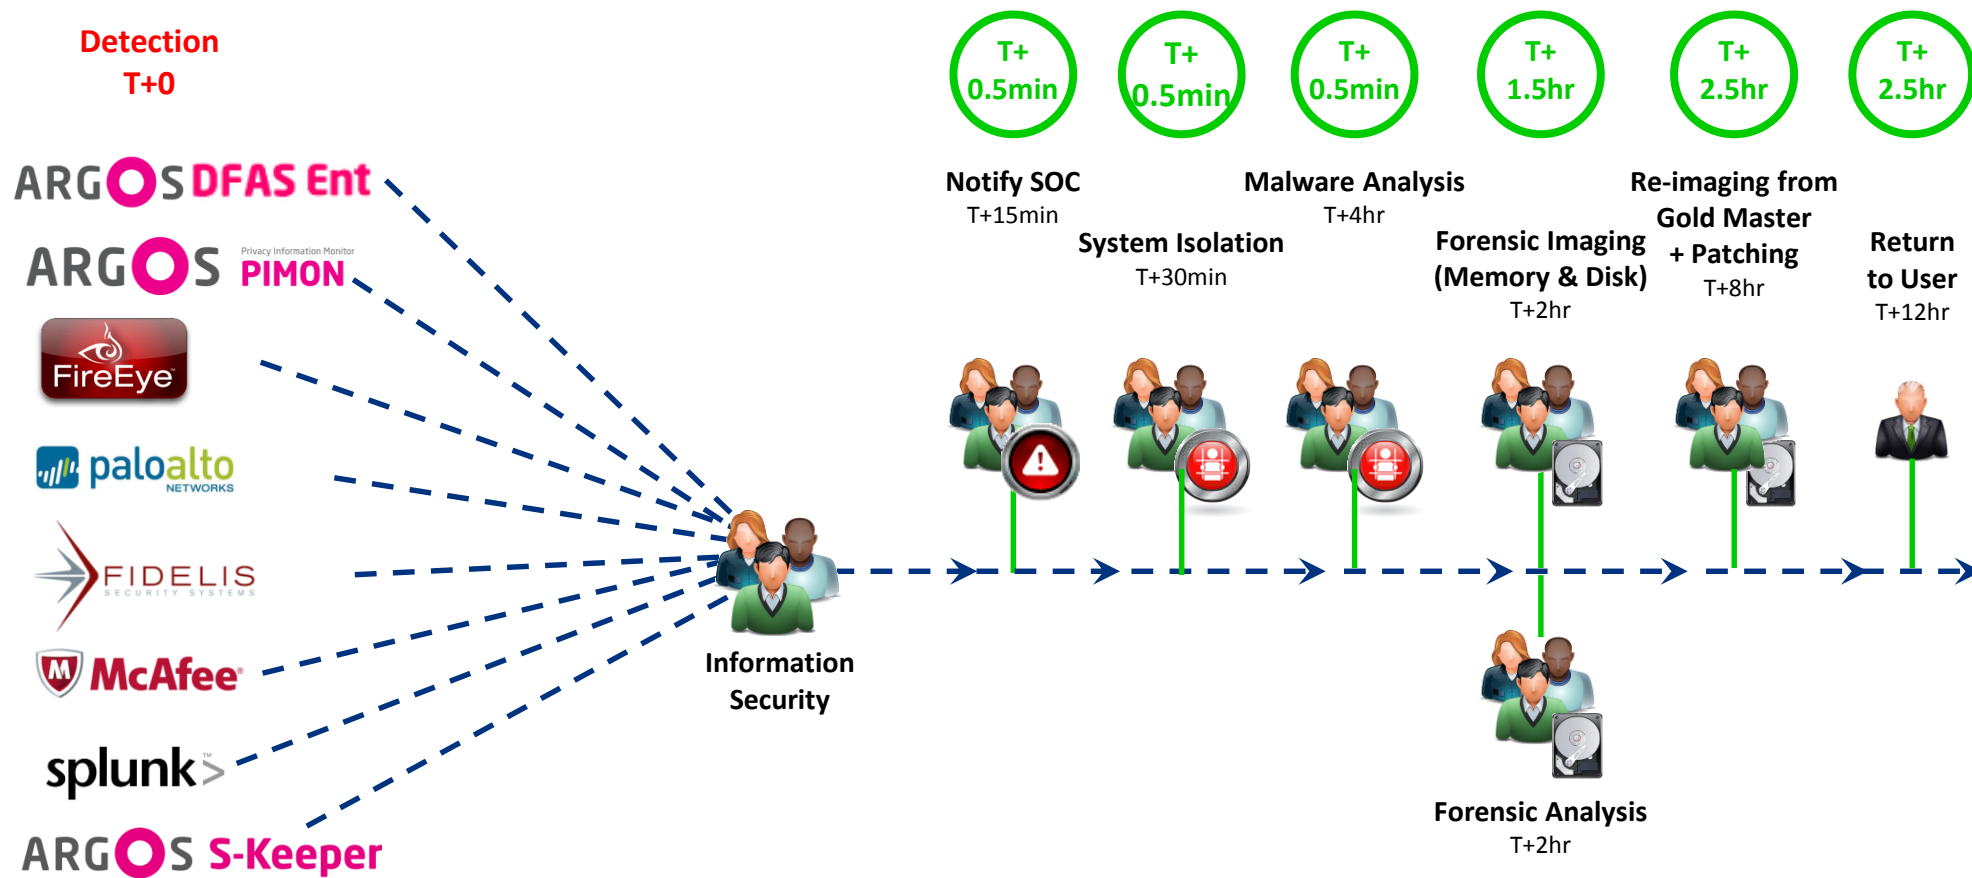 Detection
T+0
ARGOS DFAS Ent
ARGOS Privacy Information Monitor
PIMON
FireEye™
paloalto
NETWORKS
FIDELIS
SECURITY SYSTEMS
M McAfee®
splunk>™
ARGOS S-Keeper
Information
Security
T+
0.5min
T+
0.5min
T+
0.5min
T+
1.5hr
T+
2.5hr
T+
2.5hr
Notify SOC
T+15min
System Isolation
T+30min
Malware Analysis
T+4hr
Forensic Imaging
(Memory & Disk)
T+2hr
Re-imaging from
Gold Master
+ Patching
T+8hr
Return
to User
T+12hr
Forensic Analysis
T+2hr